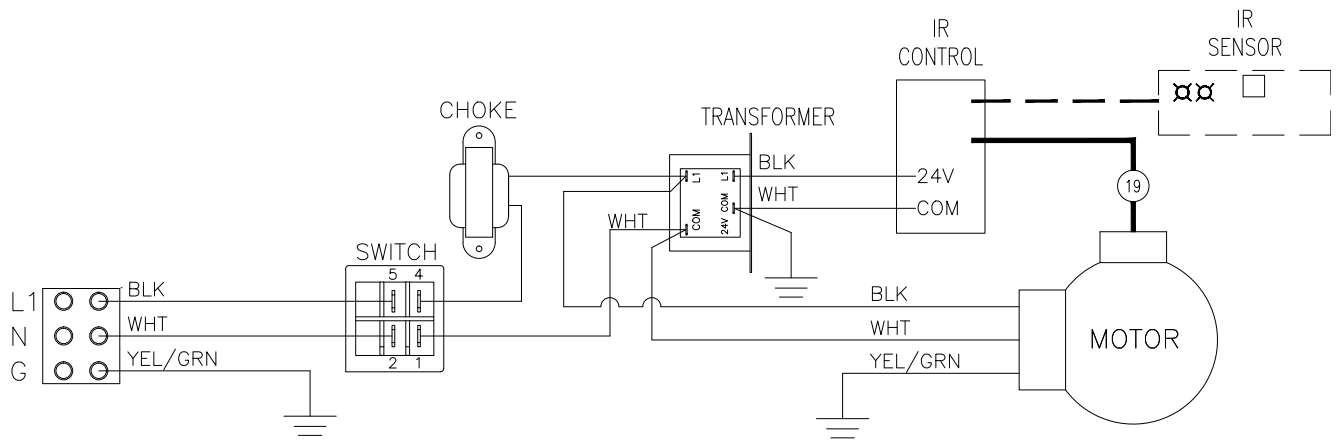 IR
CONTROL
IR
SENSOR
CHOKE
TRANSFORMER
BLK
L1
L1
24V
19
WHT
COM
24V COM
COM
WHT
SWITCH
5 4
L1
BLK
BLK
N
WHT
WHT
MOTOR
2 1
G
YEL/GRN
YEL/GRN